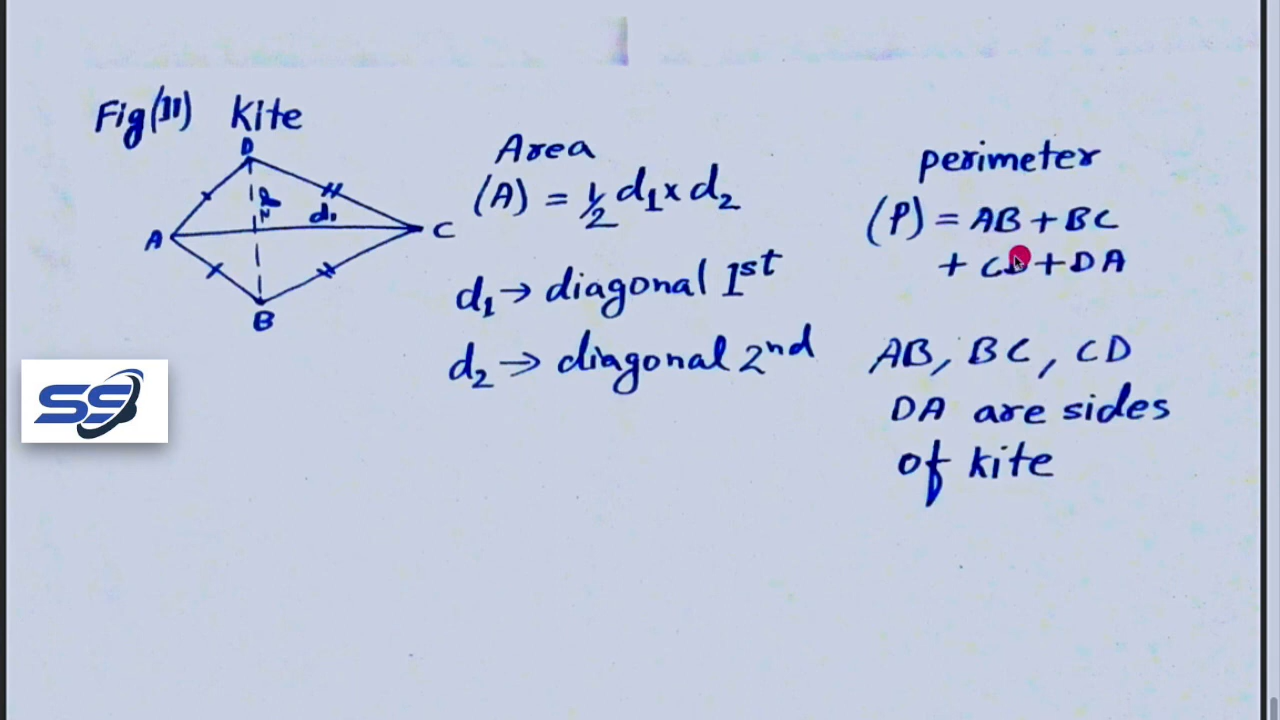 Fig(11) Kite
D
A
C
B
d₂
d₁
Area
(A) = 1/2 d₁ x d₂
d₁ → diagonal 1st
d₂ → diagonal 2nd
perimeter
(P) = AB + BC
+ CD + DA
AB, BC, CD
DA are sides
of kite
SS